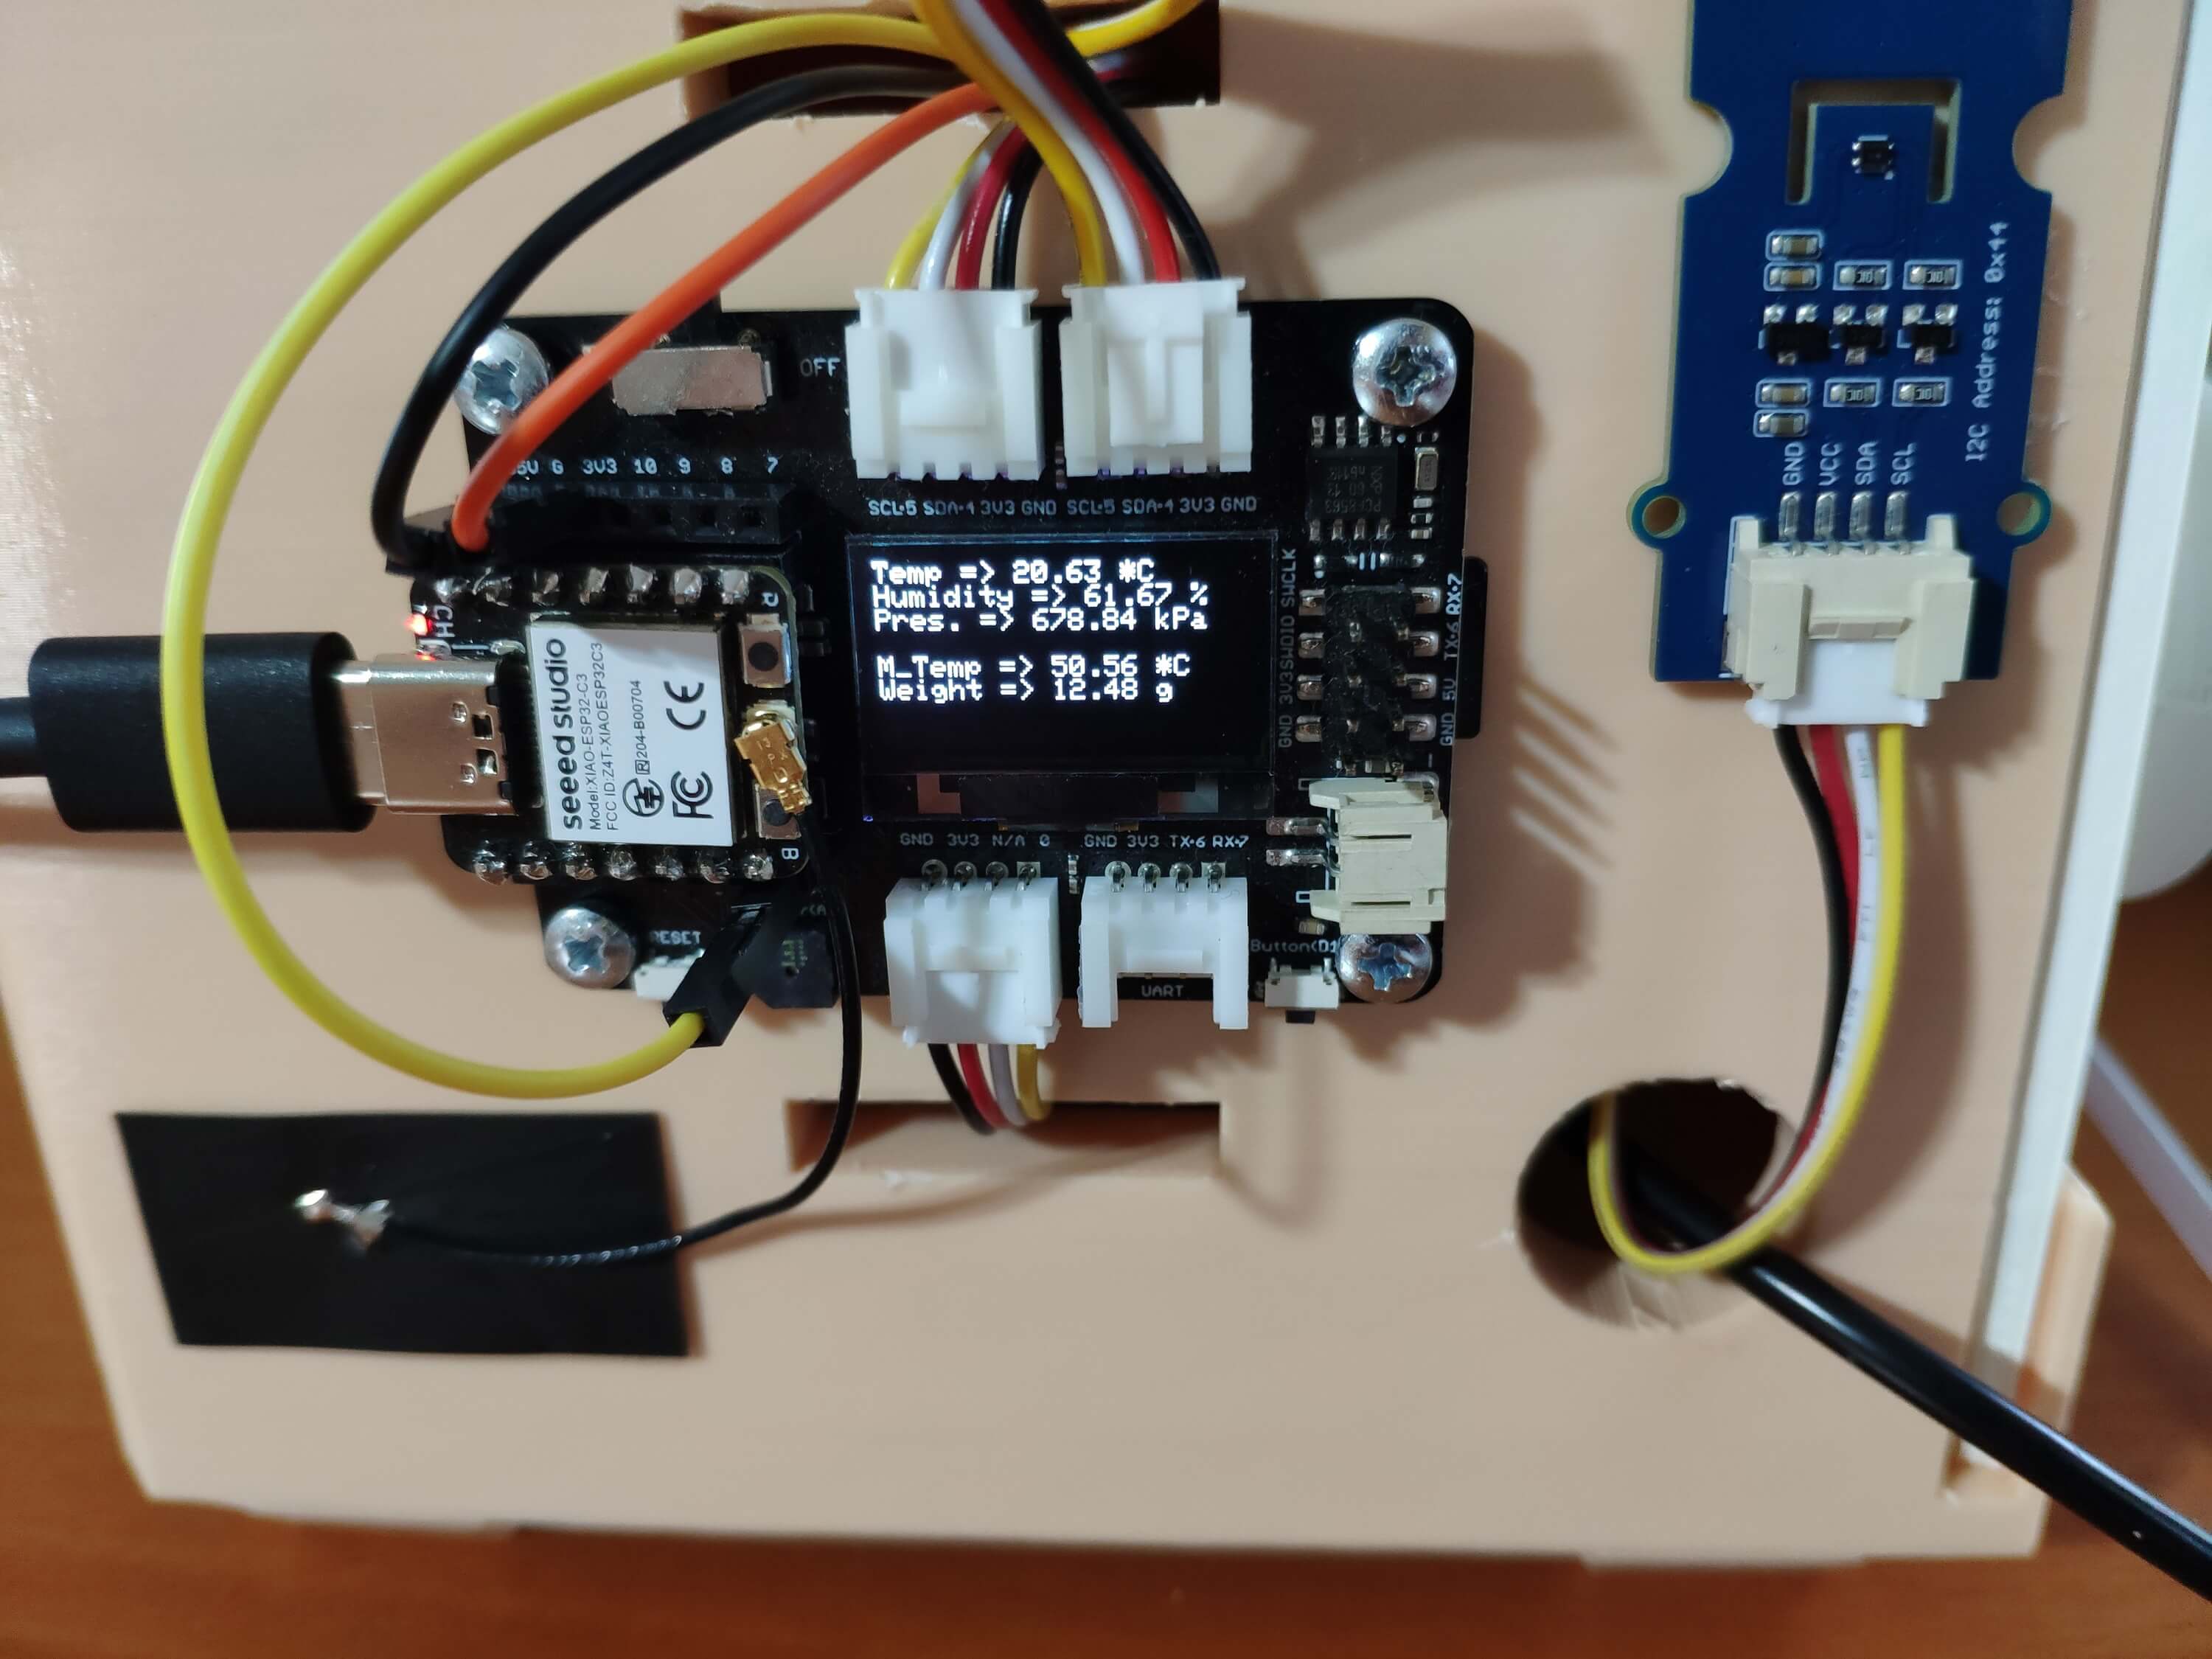 OFF
5V G 3V3 10 9 8 7
SCL-5 SDA-4 3V3 GND SCL-5 SDA-4 3V3 GND
Temp => 20.63 *C
Humidity => 61.67 %
Pres. => 678.84 kPa
M_Temp => 50.56 *C
Weight => 12.48 g
GND 3V3 SWDIO SWCLK
GND 5V TX-6 RX-7
R
seeed studio
Model:XIAO-ESP32-C3
FCC ID:Z4T-XIAOESP32C3
R 204-B00704
FC CE
B
GND 3V3 N/A 0 GND 3V3 TX-6 RX-7
RESET
UART
Button(D1
I2C Address: 0x44
GND VCC SDA SCL